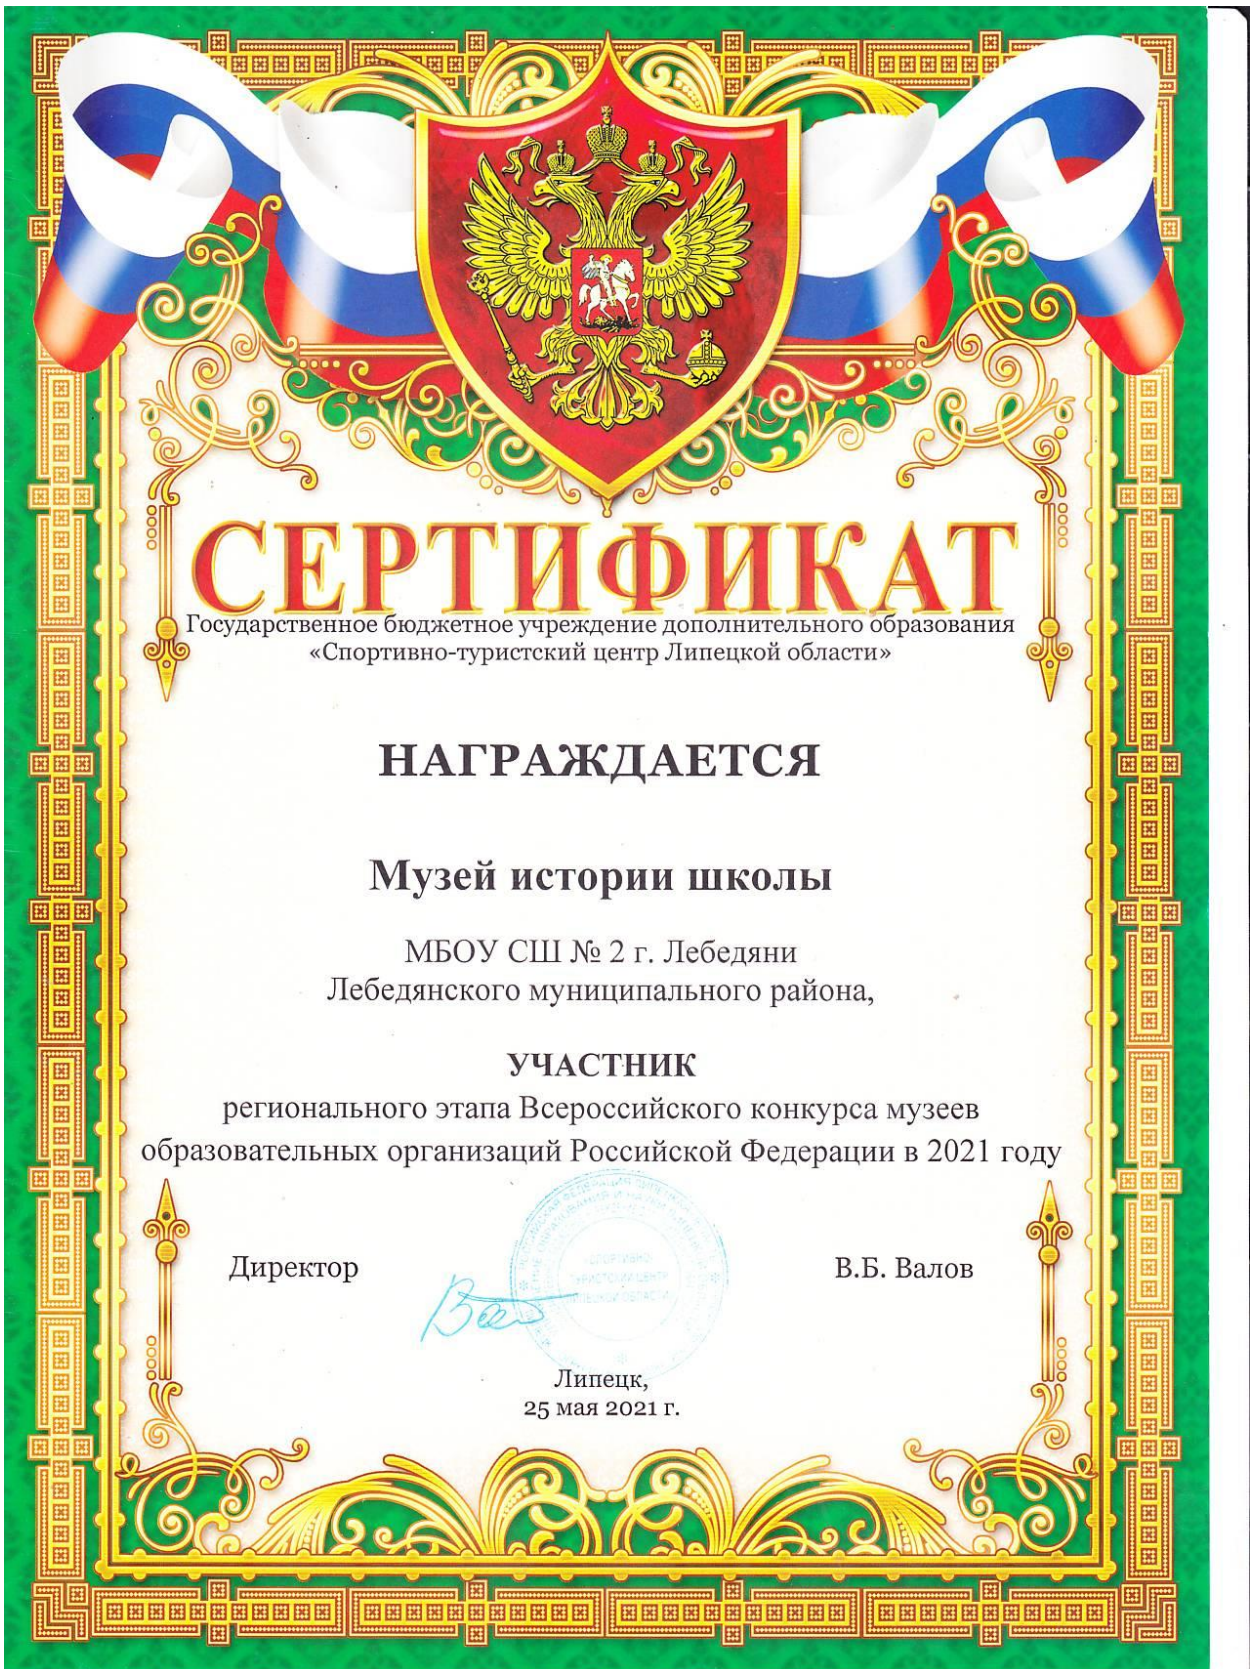 СЕРТИФИКАТ
Государственное бюджетное учреждение дополнительного образования
«Спортивно-туристский центр Липецкой области»
НАГРАЖДАЕТСЯ
Музей истории школы
МБОУ СШ № 2 г. Лебедяни
Лебедянского муниципального района,
УЧАСТНИК
регионального этапа Всероссийского конкурса музеев
образовательных организаций Российской Федерации в 2021 году
Директор
В.Б. Валов
Липецк,
25 мая 2021 г.